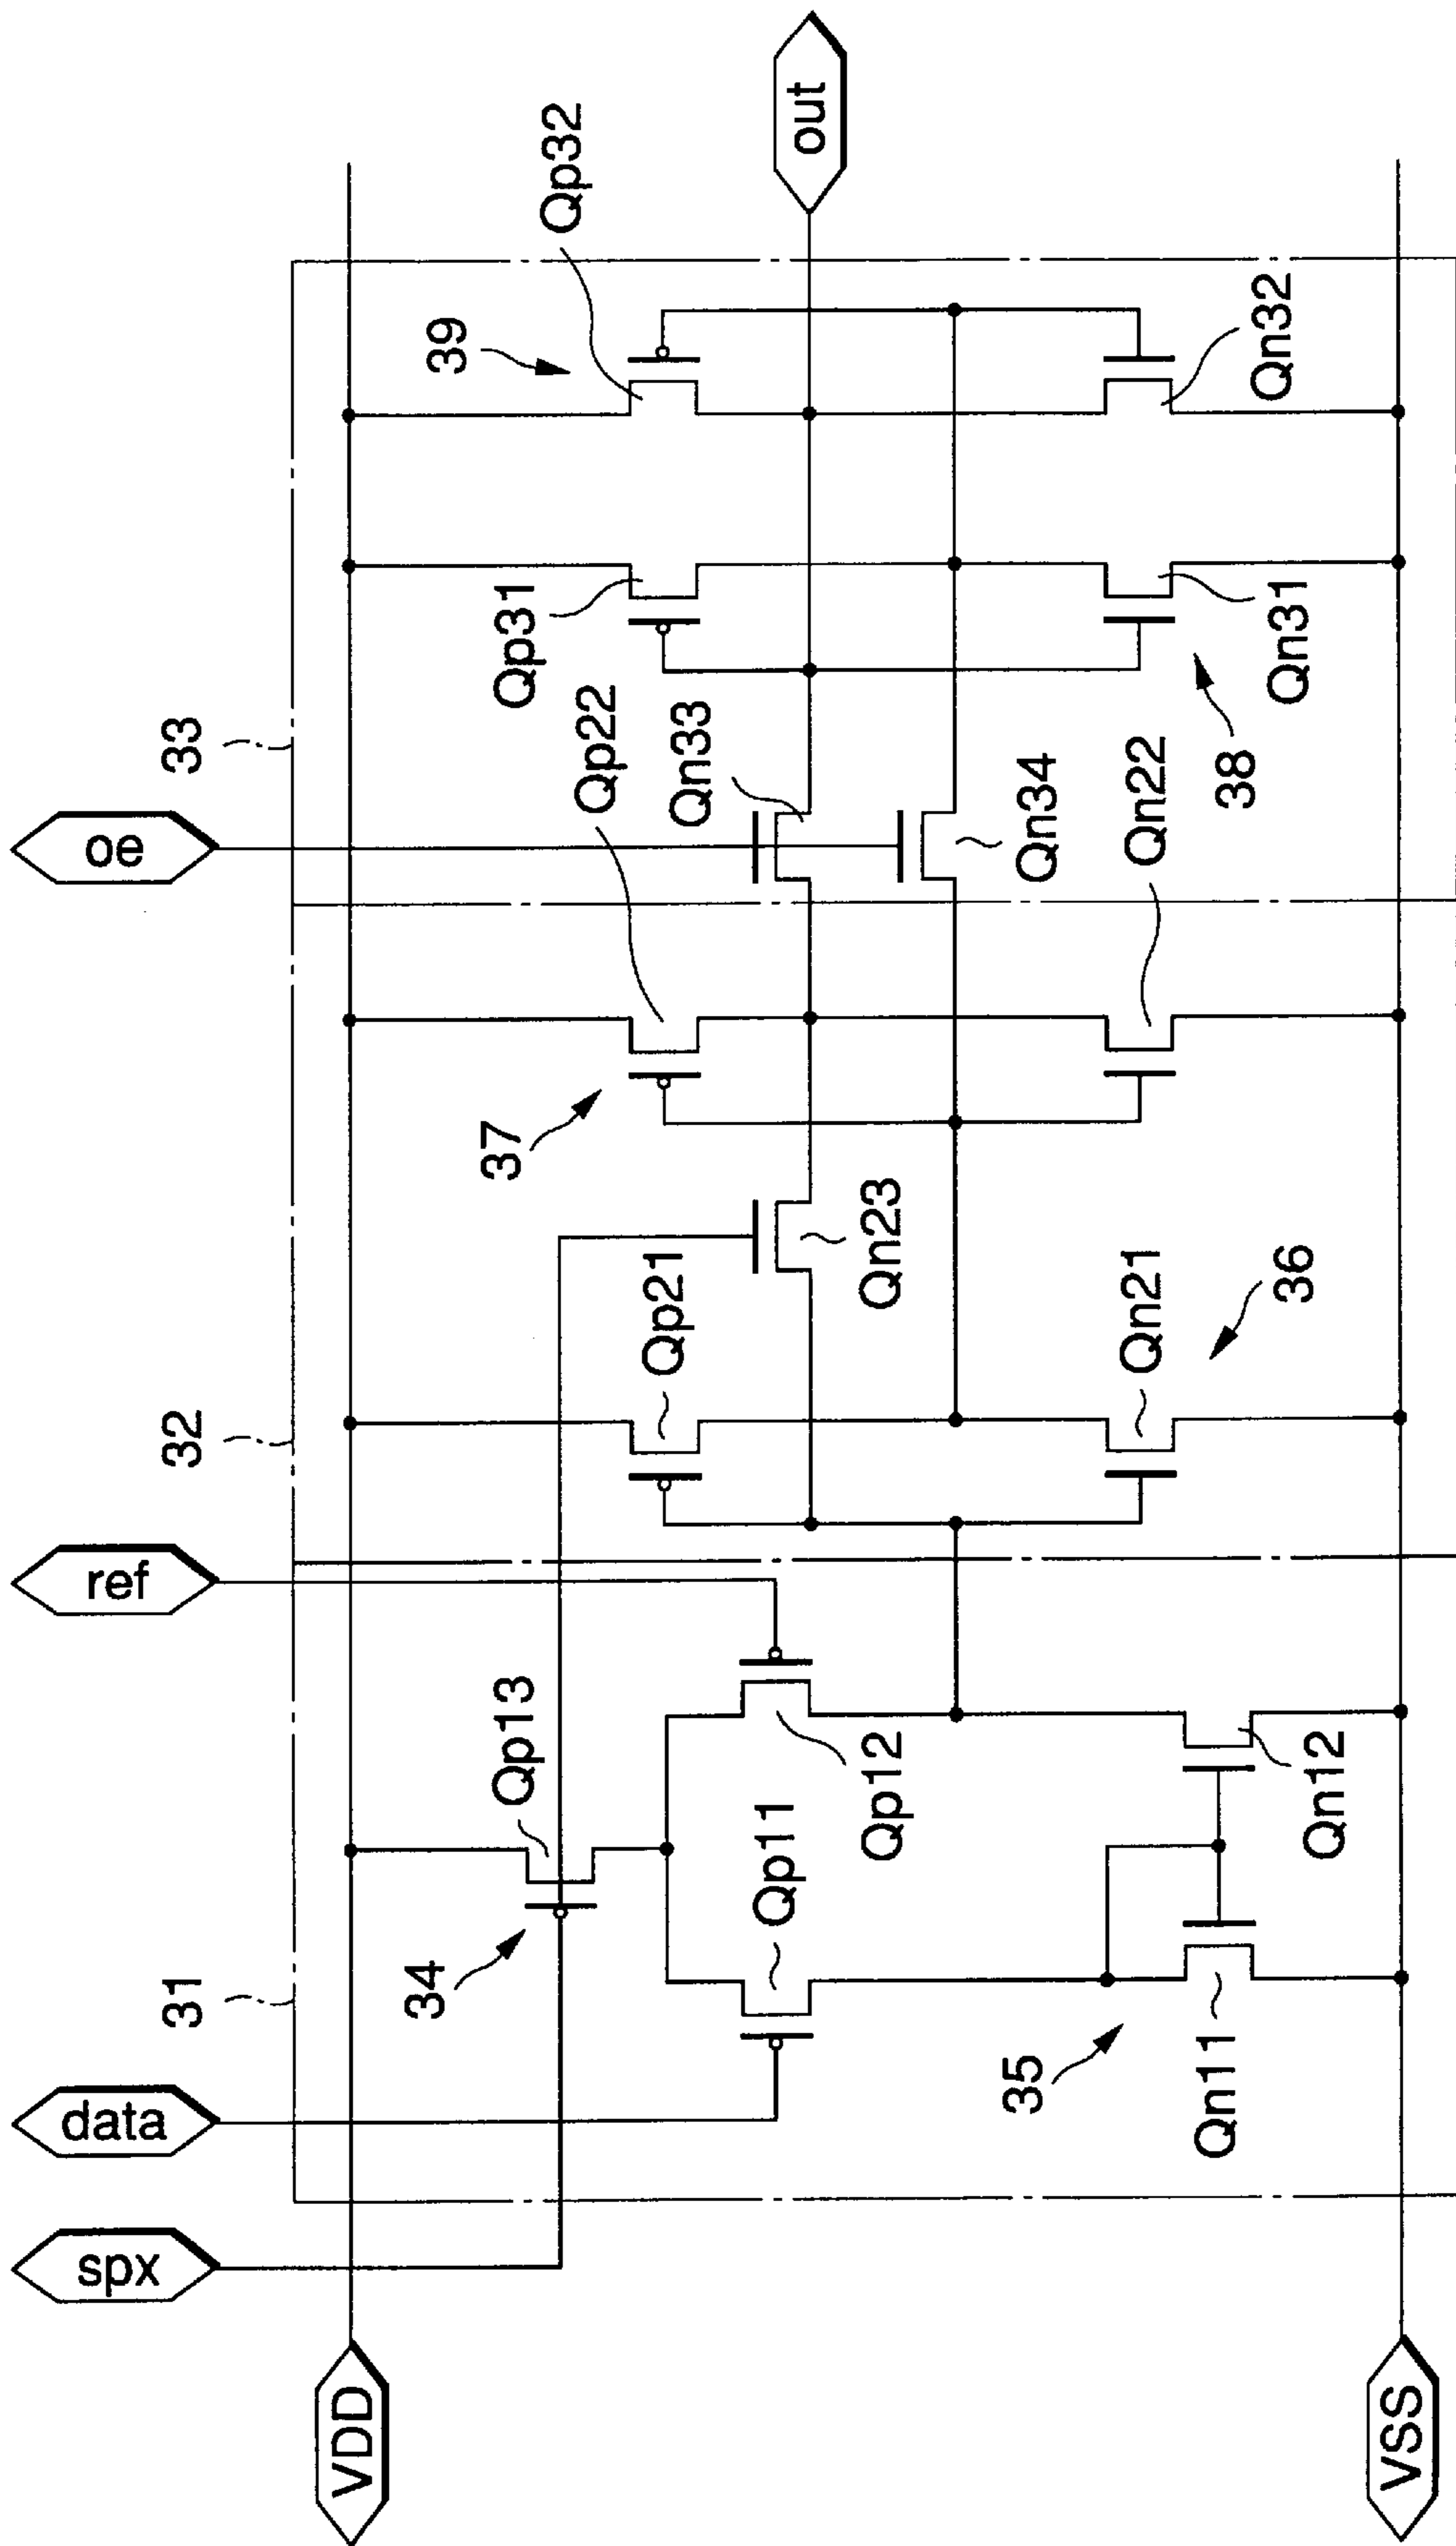 VDD
spx
data
ref
oe
out
VSS
31
32
33
34
Qp13
Qp11
Qp12
35
Qn11
Qn12
Qp21
Qn23
Qn21
36
37
Qp22
Qn22
Qn33
Qn34
Qp31
Qn31
38
39
Qp32
Qn32